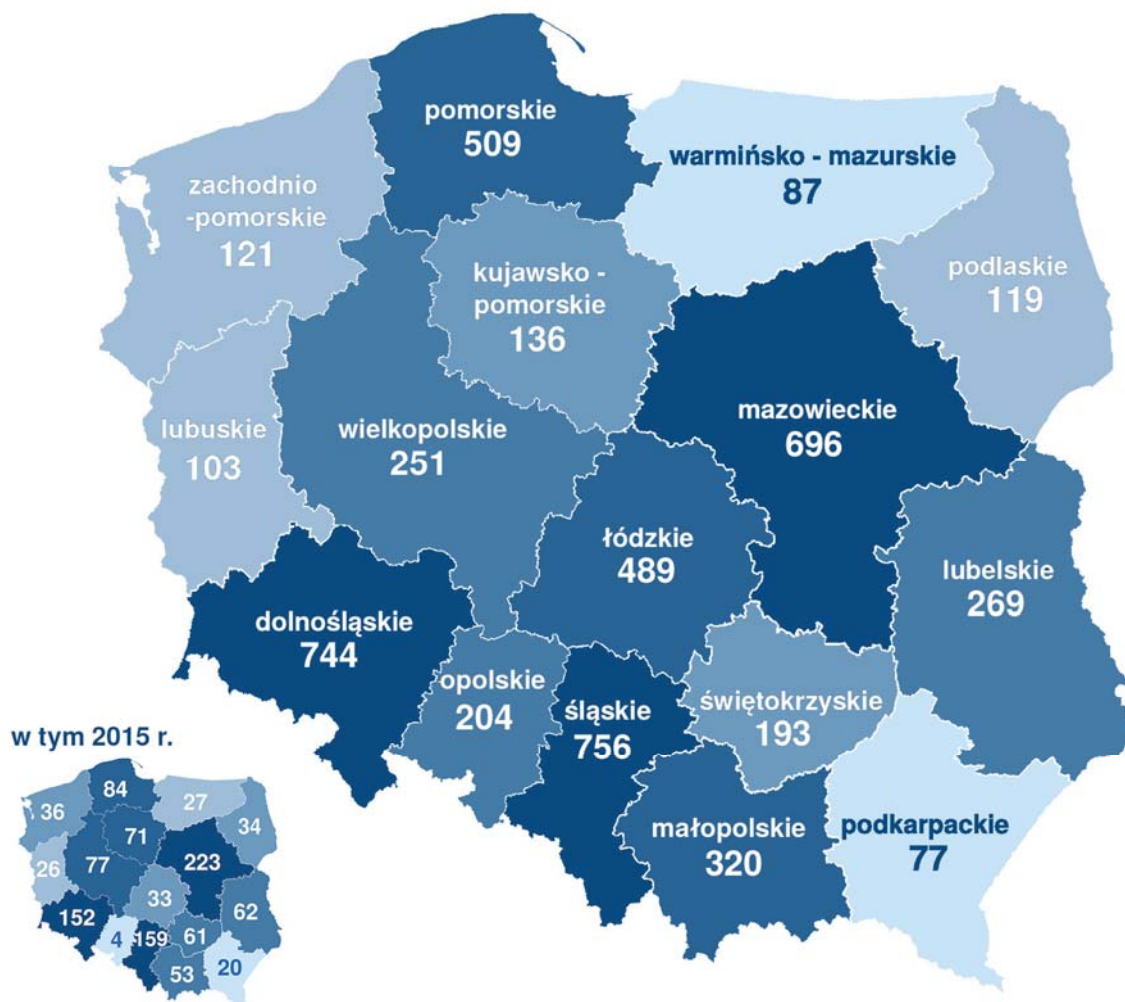 pomorskie
509
warmińsko - mazurskie
87
zachodnio
-pomorskie
121
kujawsko -
pomorskie
136
podlaskie
119
mazowieckie
696
lubuskie
103
wielkopolskie
251
łódzkie
489
lubelskie
269
dolnośląskie
744
opolskie
204
śląskie
756
świętokrzyskie
193
małopolskie
320
podkarpackie
77
w tym 2015 r.
84
27
36
34
71
77
223
26
33
62
152
4
159
61
53
20